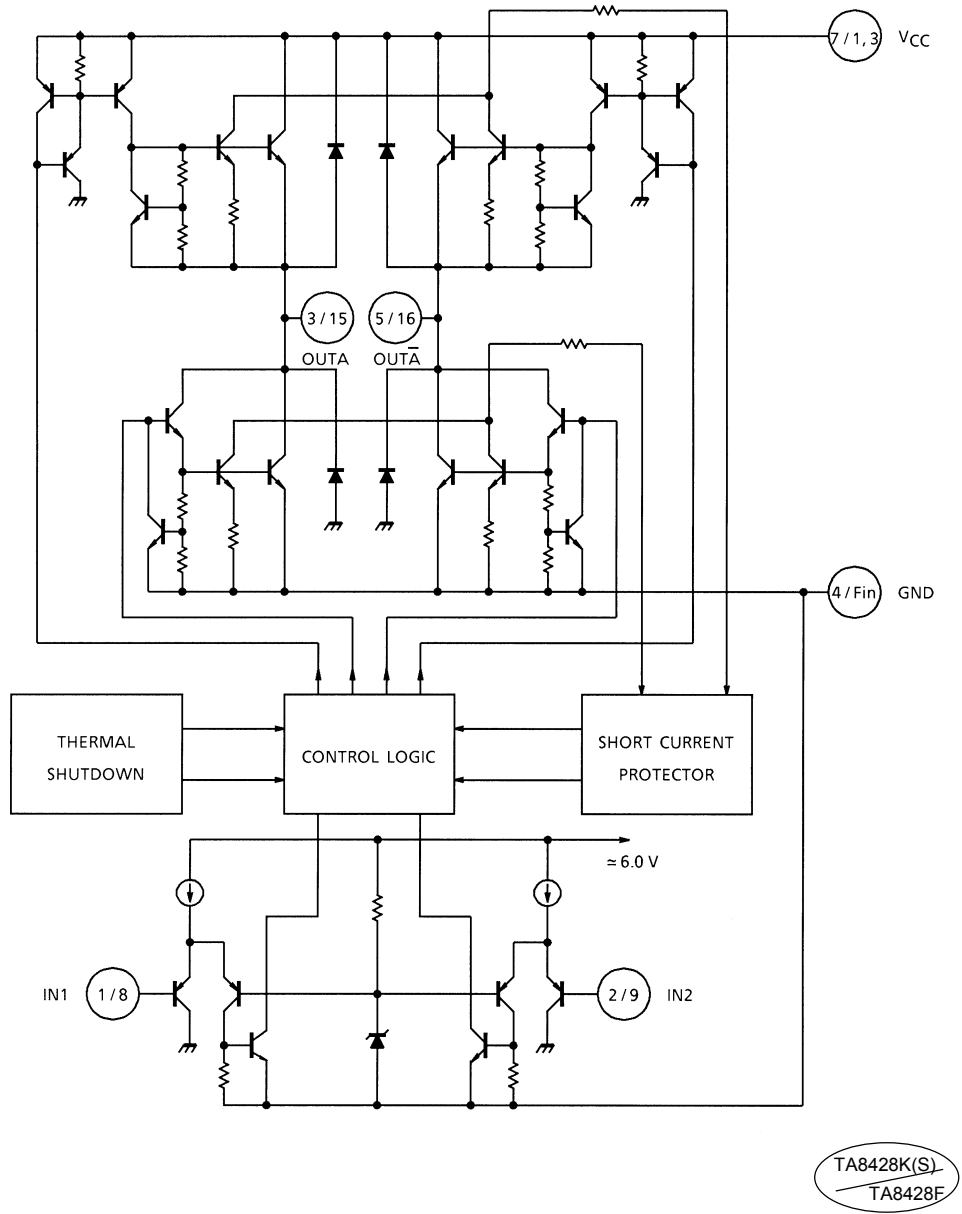 7/1, 3 VCC
3/15 5/16
OUTA OUTA̅
4/Fin GND
THERMAL
SHUTDOWN
CONTROL LOGIC
SHORT CURRENT
PROTECTOR
≃6.0 V
IN1 1/8 2/9 IN2
TA8428K(S)
TA8428F